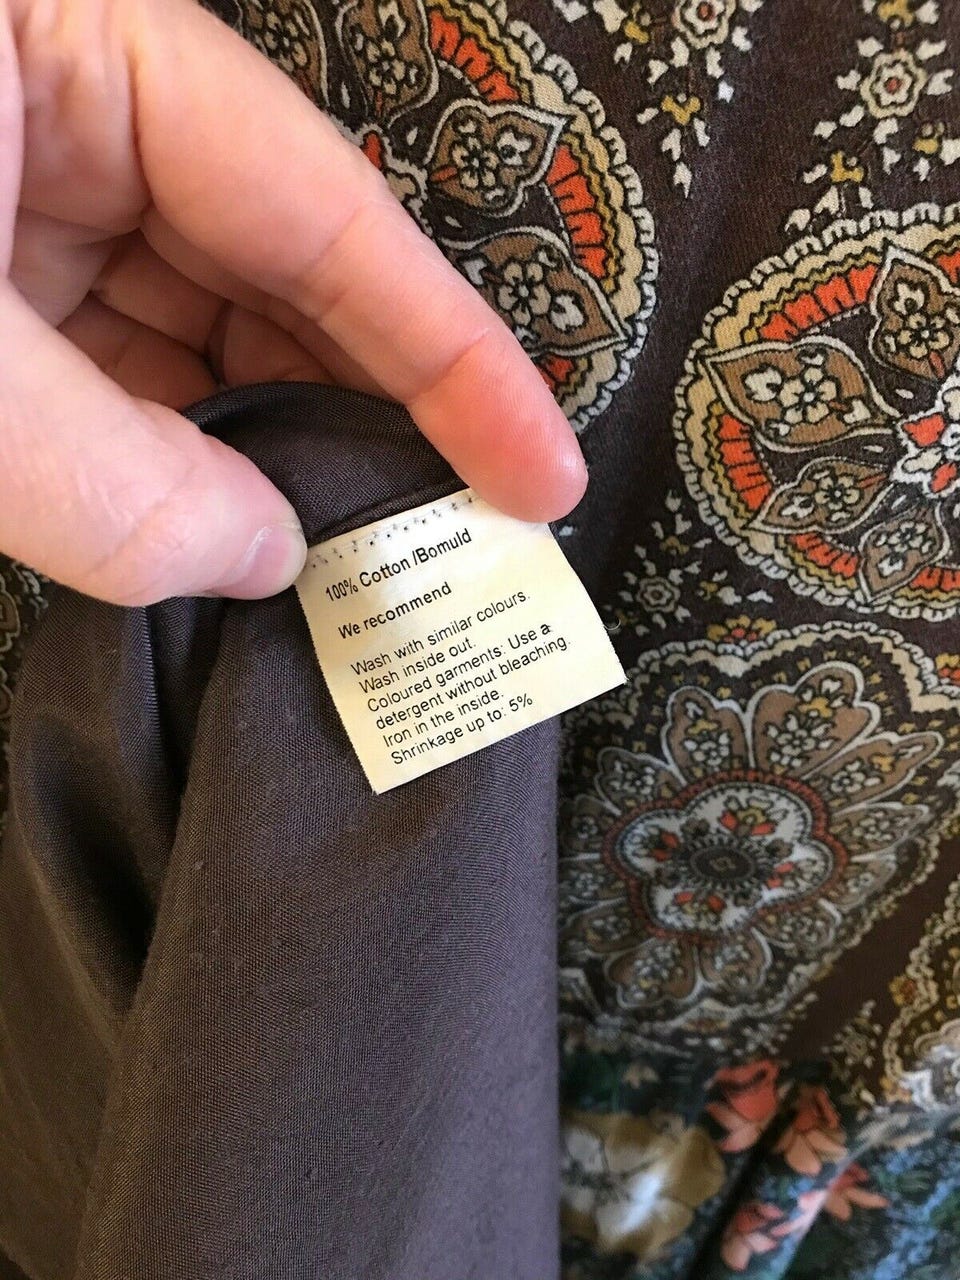 100% Cotton /Bomuld
We recommend
Wash with similar colours.
Wash inside out.
Coloured garments: Use a
detergent without bleaching.
Iron in the inside.
Shrinkage up to: 5%